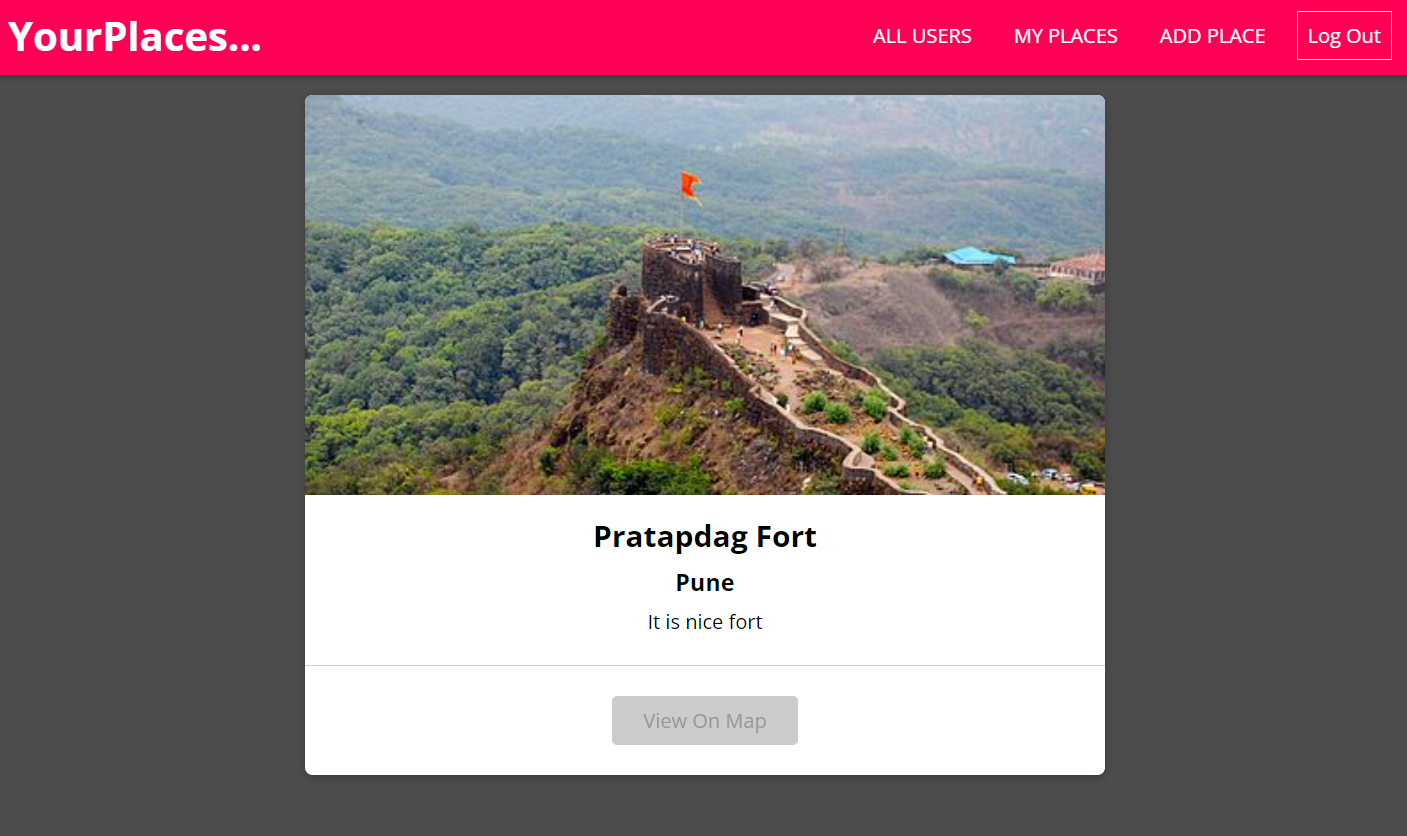 YourPlaces...
ALL USERS
MY PLACES
ADD PLACE
Log Out
Pratapdag Fort
Pune
It is nice fort
View On Map